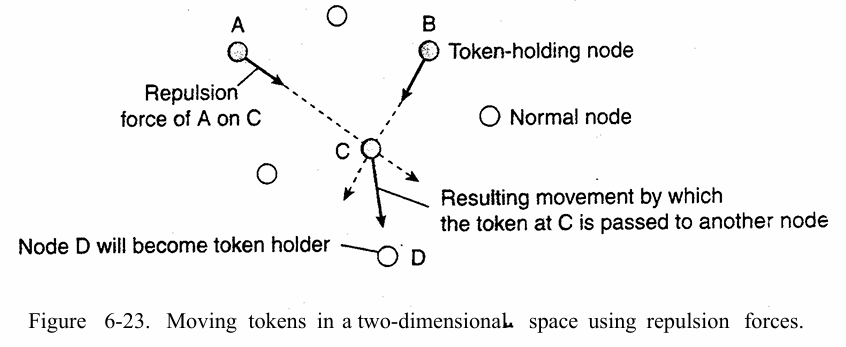 A
B
Token-holding node
Repulsion
force of A on C
Normal node
C
Resulting movement by which
the token at C is passed to another node
Node D will become token holder
D
Figure 6-23. Moving tokens in a two-dimensional space using repulsion forces.